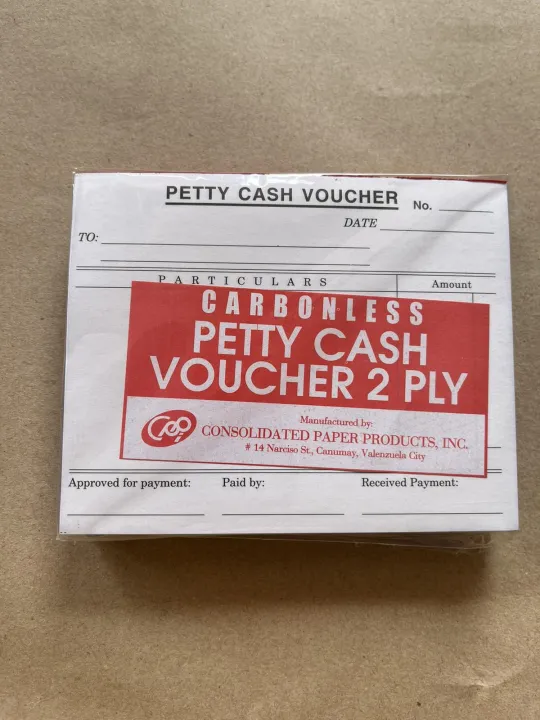 PETTY CASH VOUCHER No.
DATE
TO:
PARTICULARS Amount
CARBONLESS
PETTY CASH
VOUCHER 2 PLY
Manufactured by:
CONSOLIDATED PAPER PRODUCTS, INC.
# 14 Narciso St., Canumay, Valenzuela City
Approved for payment: Paid by: Received Payment: